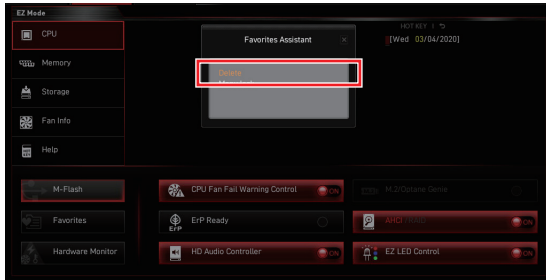 EZ Mode
HOT KEY |
CPU
Favorites Assistant
[Wed 03/04/2020]
Memory
Delete
Storage
Fan Info
Help
M-Flash
CPU Fan Fail Warning Control
ON
M.2/Optane Genie
Favorites
ErP
ErP Ready
AHCI / RAID
ON
Hardware Monitor
HD Audio Controller
ON
EZ LED Control
ON